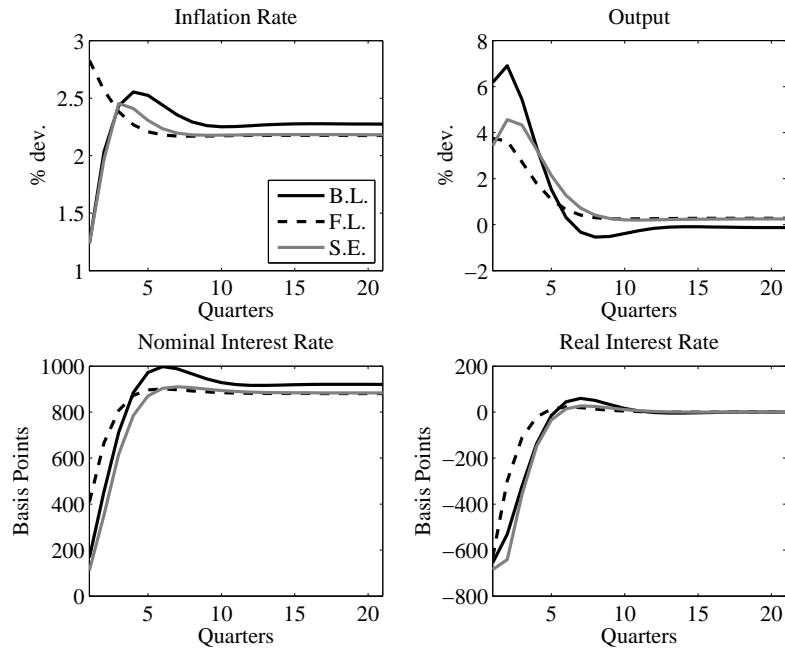 Inflation Rate
3
2.5
2
1.5
1
% dev.
5
10
15
20
Quarters
B.L.
F.L.
S.E.
Output
8
6
4
2
0
−2
% dev.
5
10
15
20
Quarters
Nominal Interest Rate
1000
800
600
400
200
0
Basis Points
5
10
15
20
Quarters
Real Interest Rate
200
0
−200
−400
−600
−800
Basis Points
5
10
15
20
Quarters